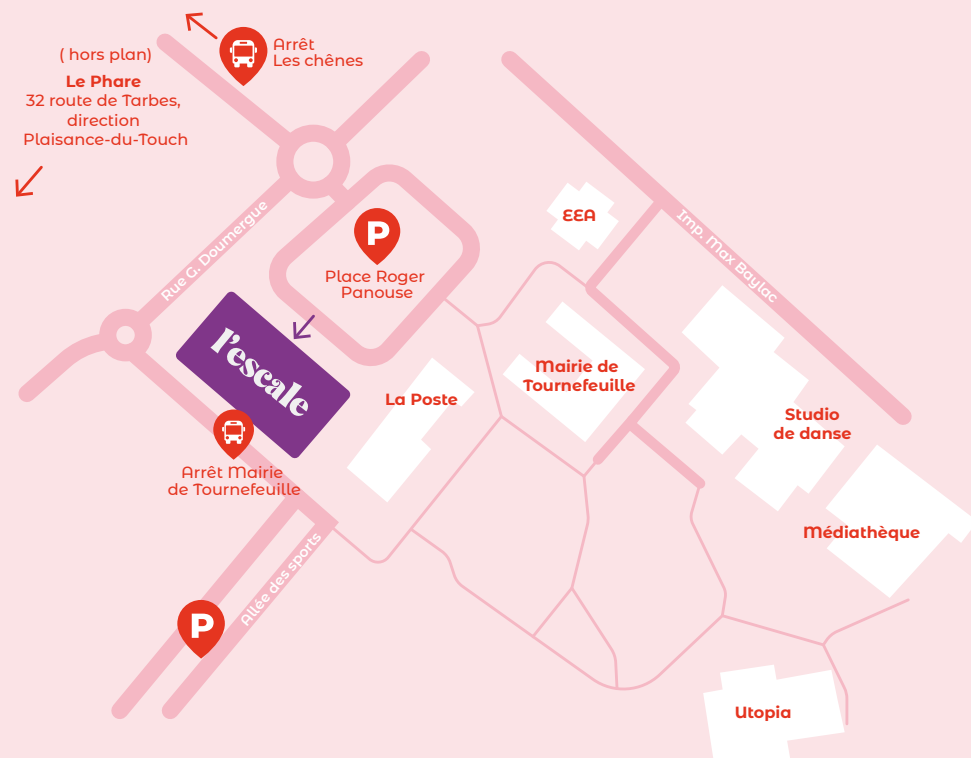 Arrêt
Les chênes
( hors plan)
Le Phare
32 route de Tarbes,
direction
Plaisance-du-Touch
Rue G. Doumergue
P
Place Roger
Panouse
EEA
Imp. Max Baylac
l'escale
La Poste
Mairie de
Tournefeuille
Studio
de danse
Arrêt Mairie
de Tournefeuille
Médiathèque
Allée des sports
P
Utopia